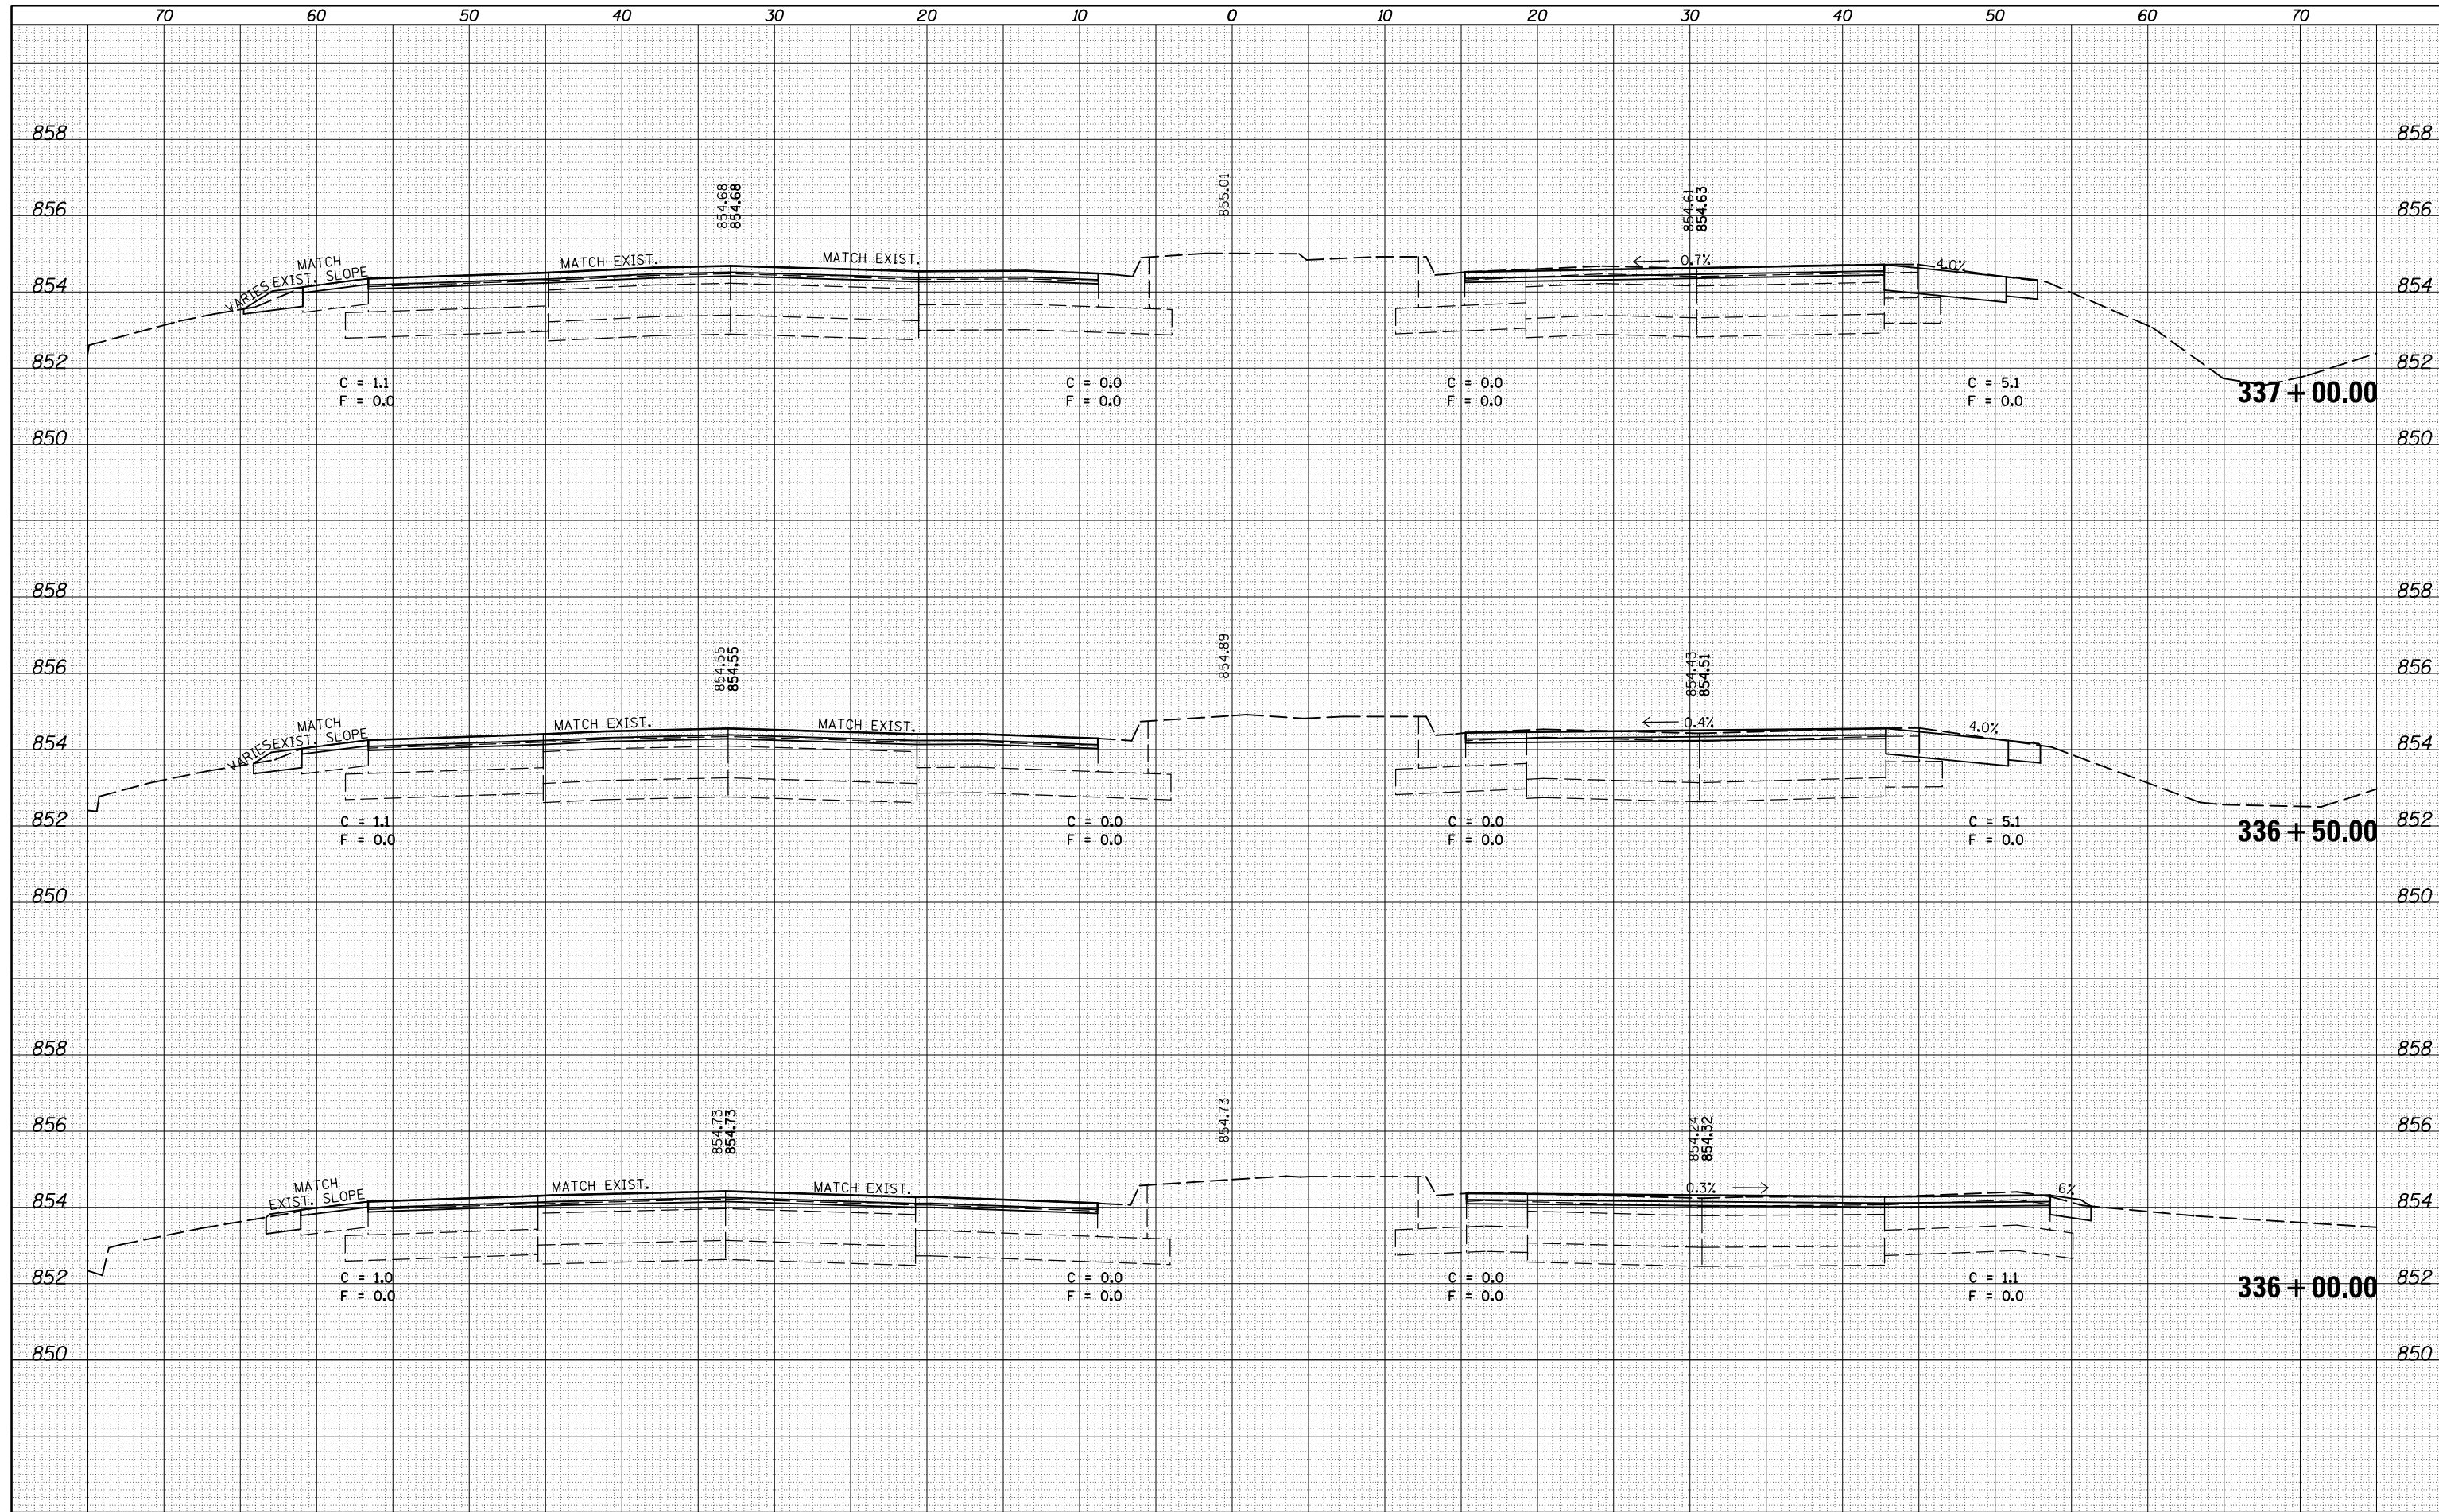 70 60 50 40 30 20 10 0 10 20 30 40 50 60 70
858 858
854.68 854.68 855.01 854.61 854.63
856 856
MATCH EXIST. SLOPE MATCH EXIST. MATCH EXIST. 0.7% 4.0%
VARIES
854 854
852 852
C = 1.1 C = 0.0 C = 0.0 C = 5.1
F = 0.0 F = 0.0 F = 0.0 F = 0.0
337+00.00
850 850
858 858
854.55 854.55 854.89 854.43 854.51
856 856
MATCH EXIST. SLOPE MATCH EXIST. MATCH EXIST. 0.4% 4.0%
VARIES
854 854
852 852
C = 1.1 C = 0.0 C = 0.0 C = 5.1
F = 0.0 F = 0.0 F = 0.0 F = 0.0
336+50.00
850 850
858 858
854.73 854.73 854.73 854.24 854.32
856 856
MATCH EXIST. SLOPE MATCH EXIST. MATCH EXIST. 0.3% 6%
854 854
852 852
C = 1.0 C = 0.0 C = 0.0 C = 1.1
F = 0.0 F = 0.0 F = 0.0 F = 0.0
336+00.00
850 850